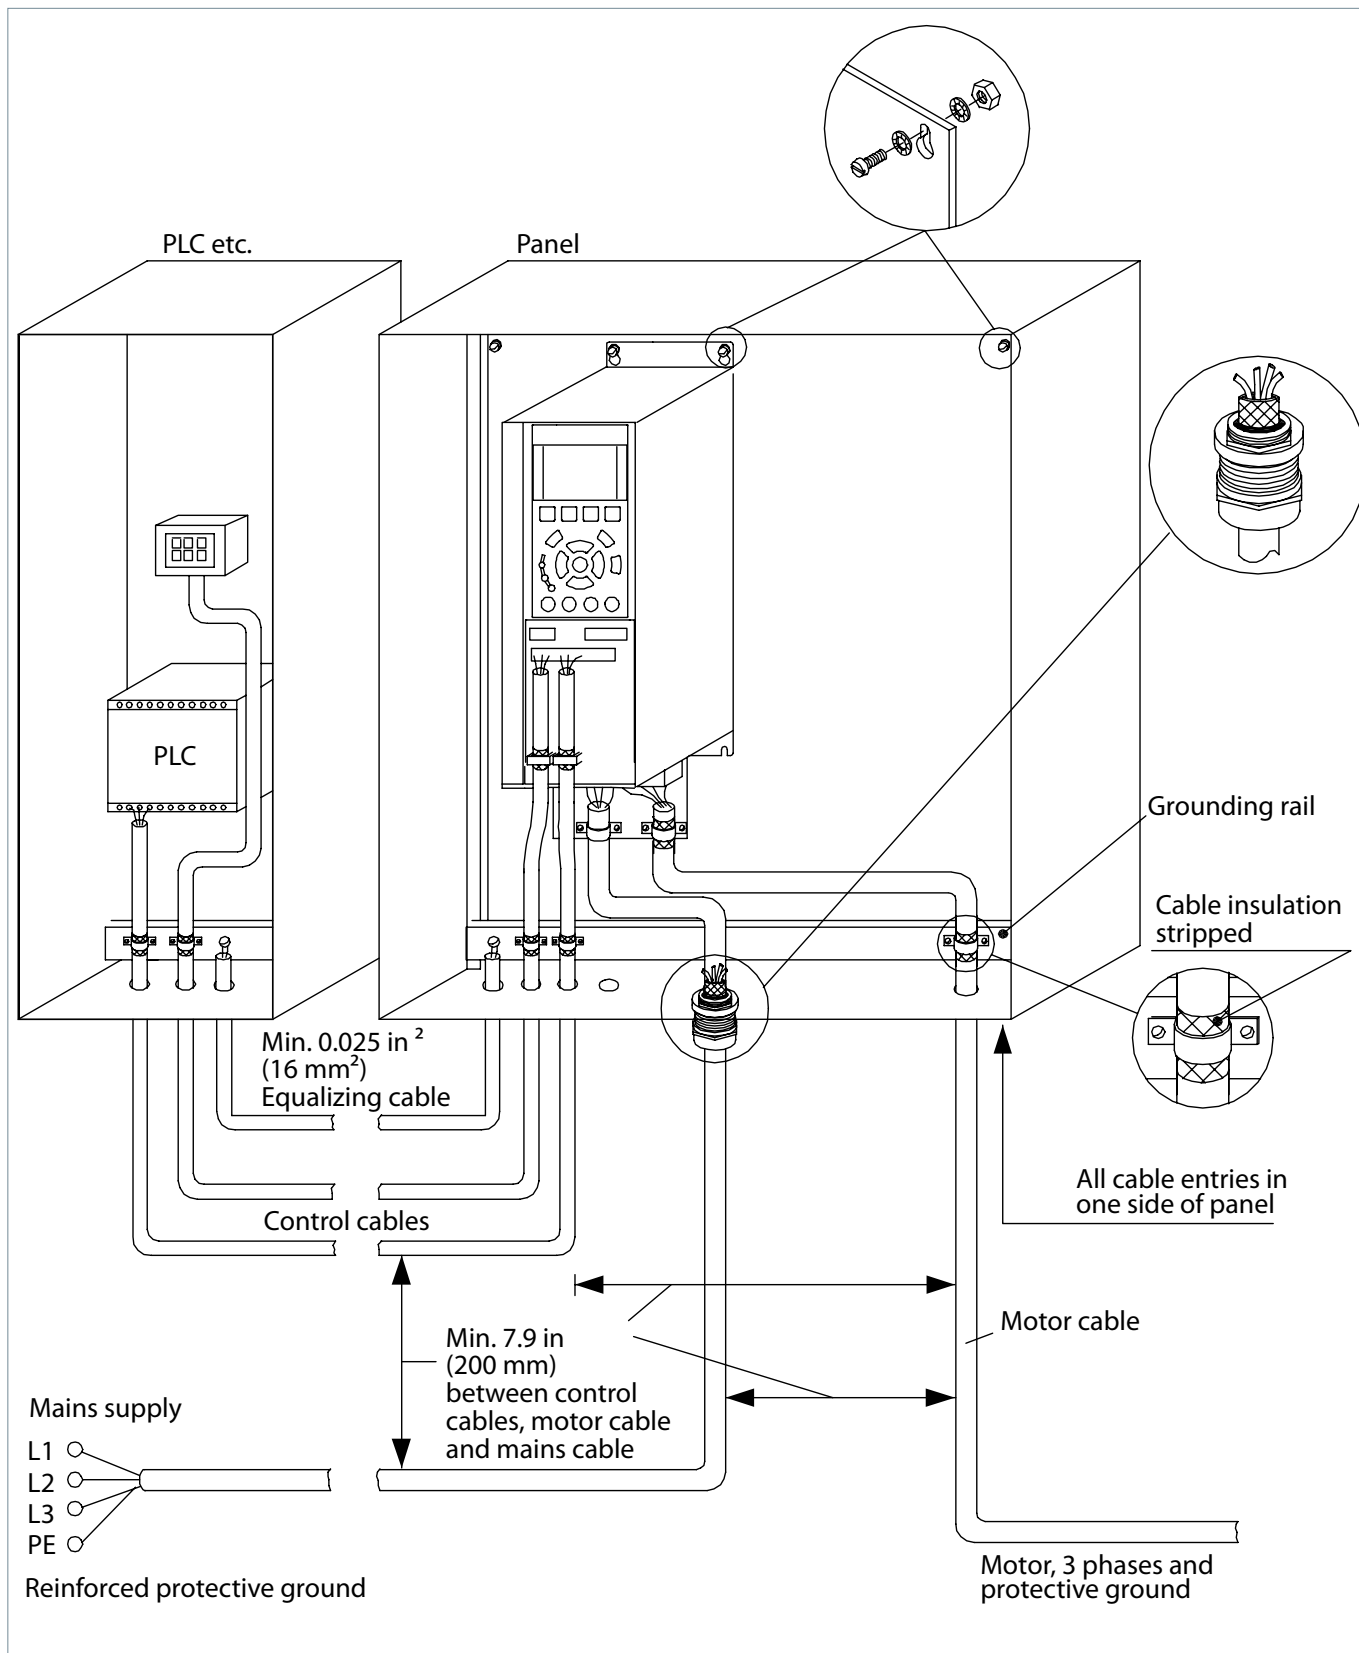 PLC etc.
Panel
PLC
Grounding rail
Cable insulation
stripped
Min. 0.025 in ²
(16 mm²)
Equalizing cable
All cable entries in
one side of panel
Control cables
Min. 7.9 in
(200 mm)
between control
cables, motor cable
and mains cable
Motor cable
Mains supply
L1
L2
L3
PE
Reinforced protective ground
Motor, 3 phases and
protective ground